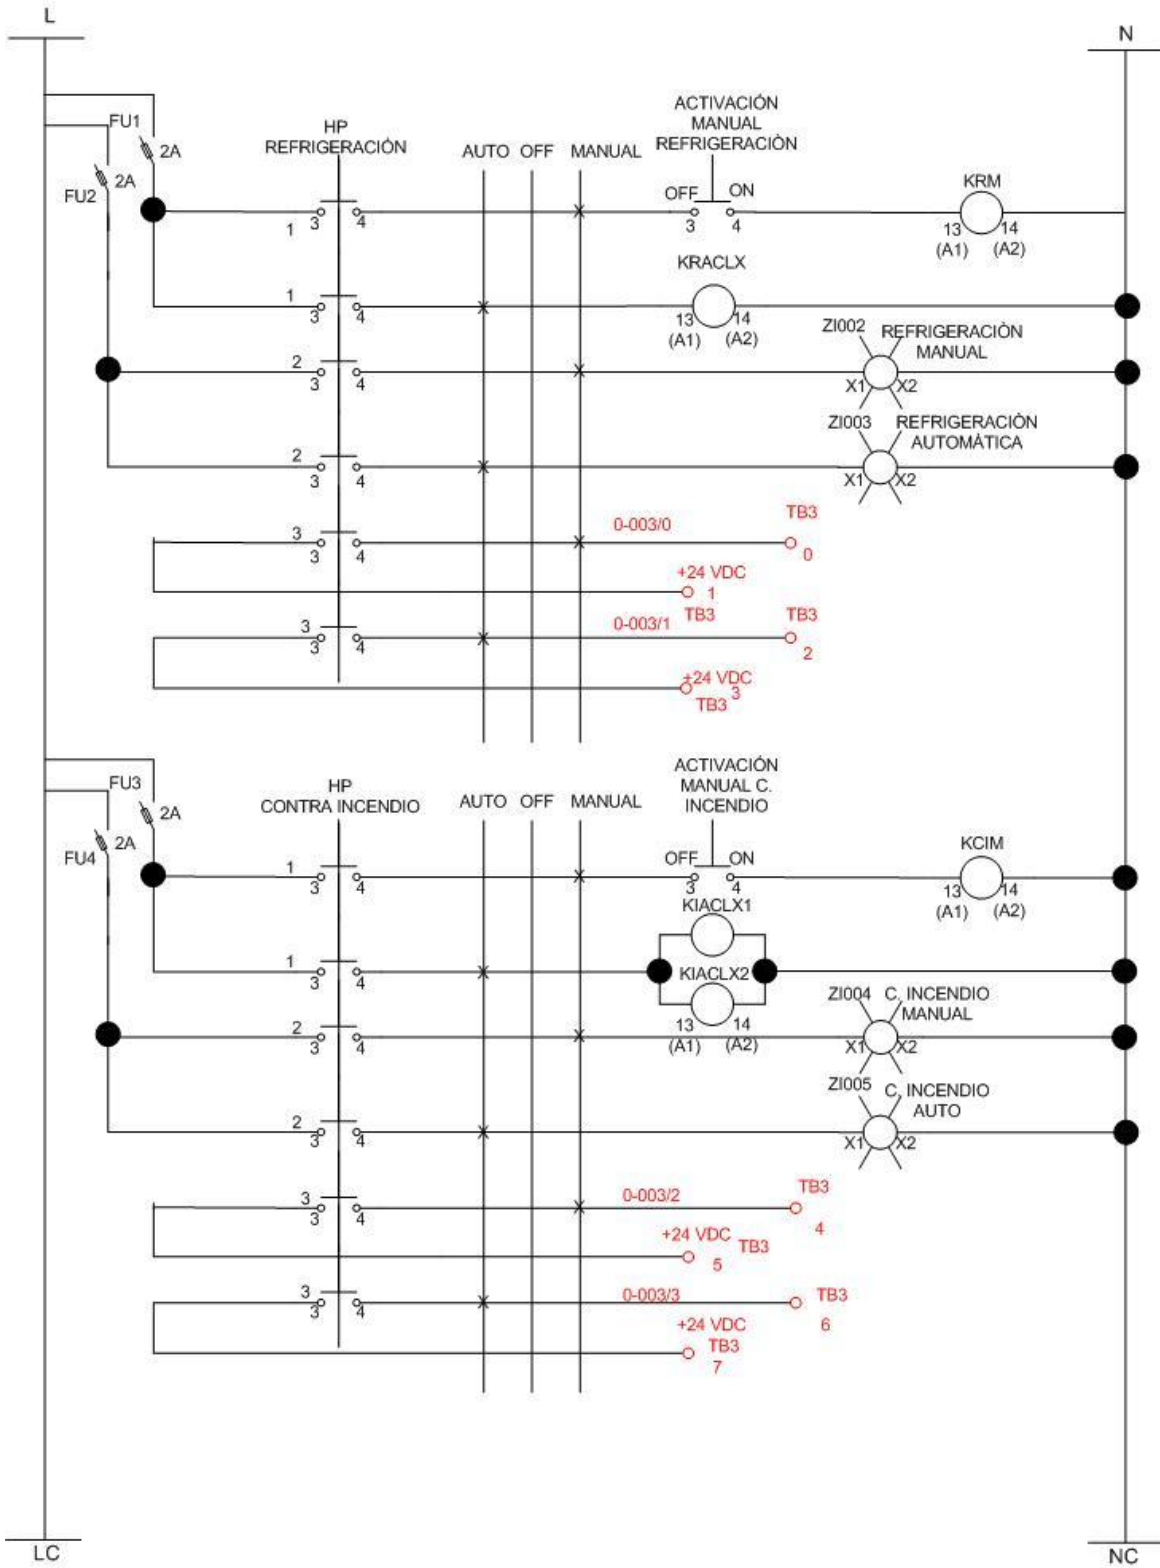 L
N
FU1
2A
FU2
2A
HP
REFRIGERACIÓN
AUTO OFF MANUAL
ACTIVACIÓN
MANUAL
REFRIGERACIÒN
OFF ON
3 4
KRM
13 14
(A1) (A2)
1 3 4
KRACLX
1
3 4
13 14
(A1) (A2)
ZI002 REFRIGERACIÒN
MANUAL
2
3 4
X1 X2
ZI003 REFRIGERACIÒN
AUTOMÁTICA
2
3 4
X1 X2
3
3 4
0-003/0
TB3
0
+24 VDC
1
TB3
3
3 4
0-003/1
TB3
2
+24 VDC
3
TB3
FU3
2A
FU4
2A
HP
CONTRA INCENDIO
AUTO OFF MANUAL
ACTIVACIÓN
MANUAL C.
INCENDIO
OFF ON
3 4
KCIM
13 14
(A1) (A2)
1
3 4
KIACLX1
1
3 4
KIACLX2
13 14
(A1) (A2)
ZI004 C. INCENDIO
MANUAL
2
3 4
X1 X2
ZI005 C. INCENDIO
AUTO
2
3 4
X1 X2
3
3 4
0-003/2
TB3
4
+24 VDC TB3
5
3
3 4
0-003/3
TB3
6
+24 VDC
TB3
7
LC
NC